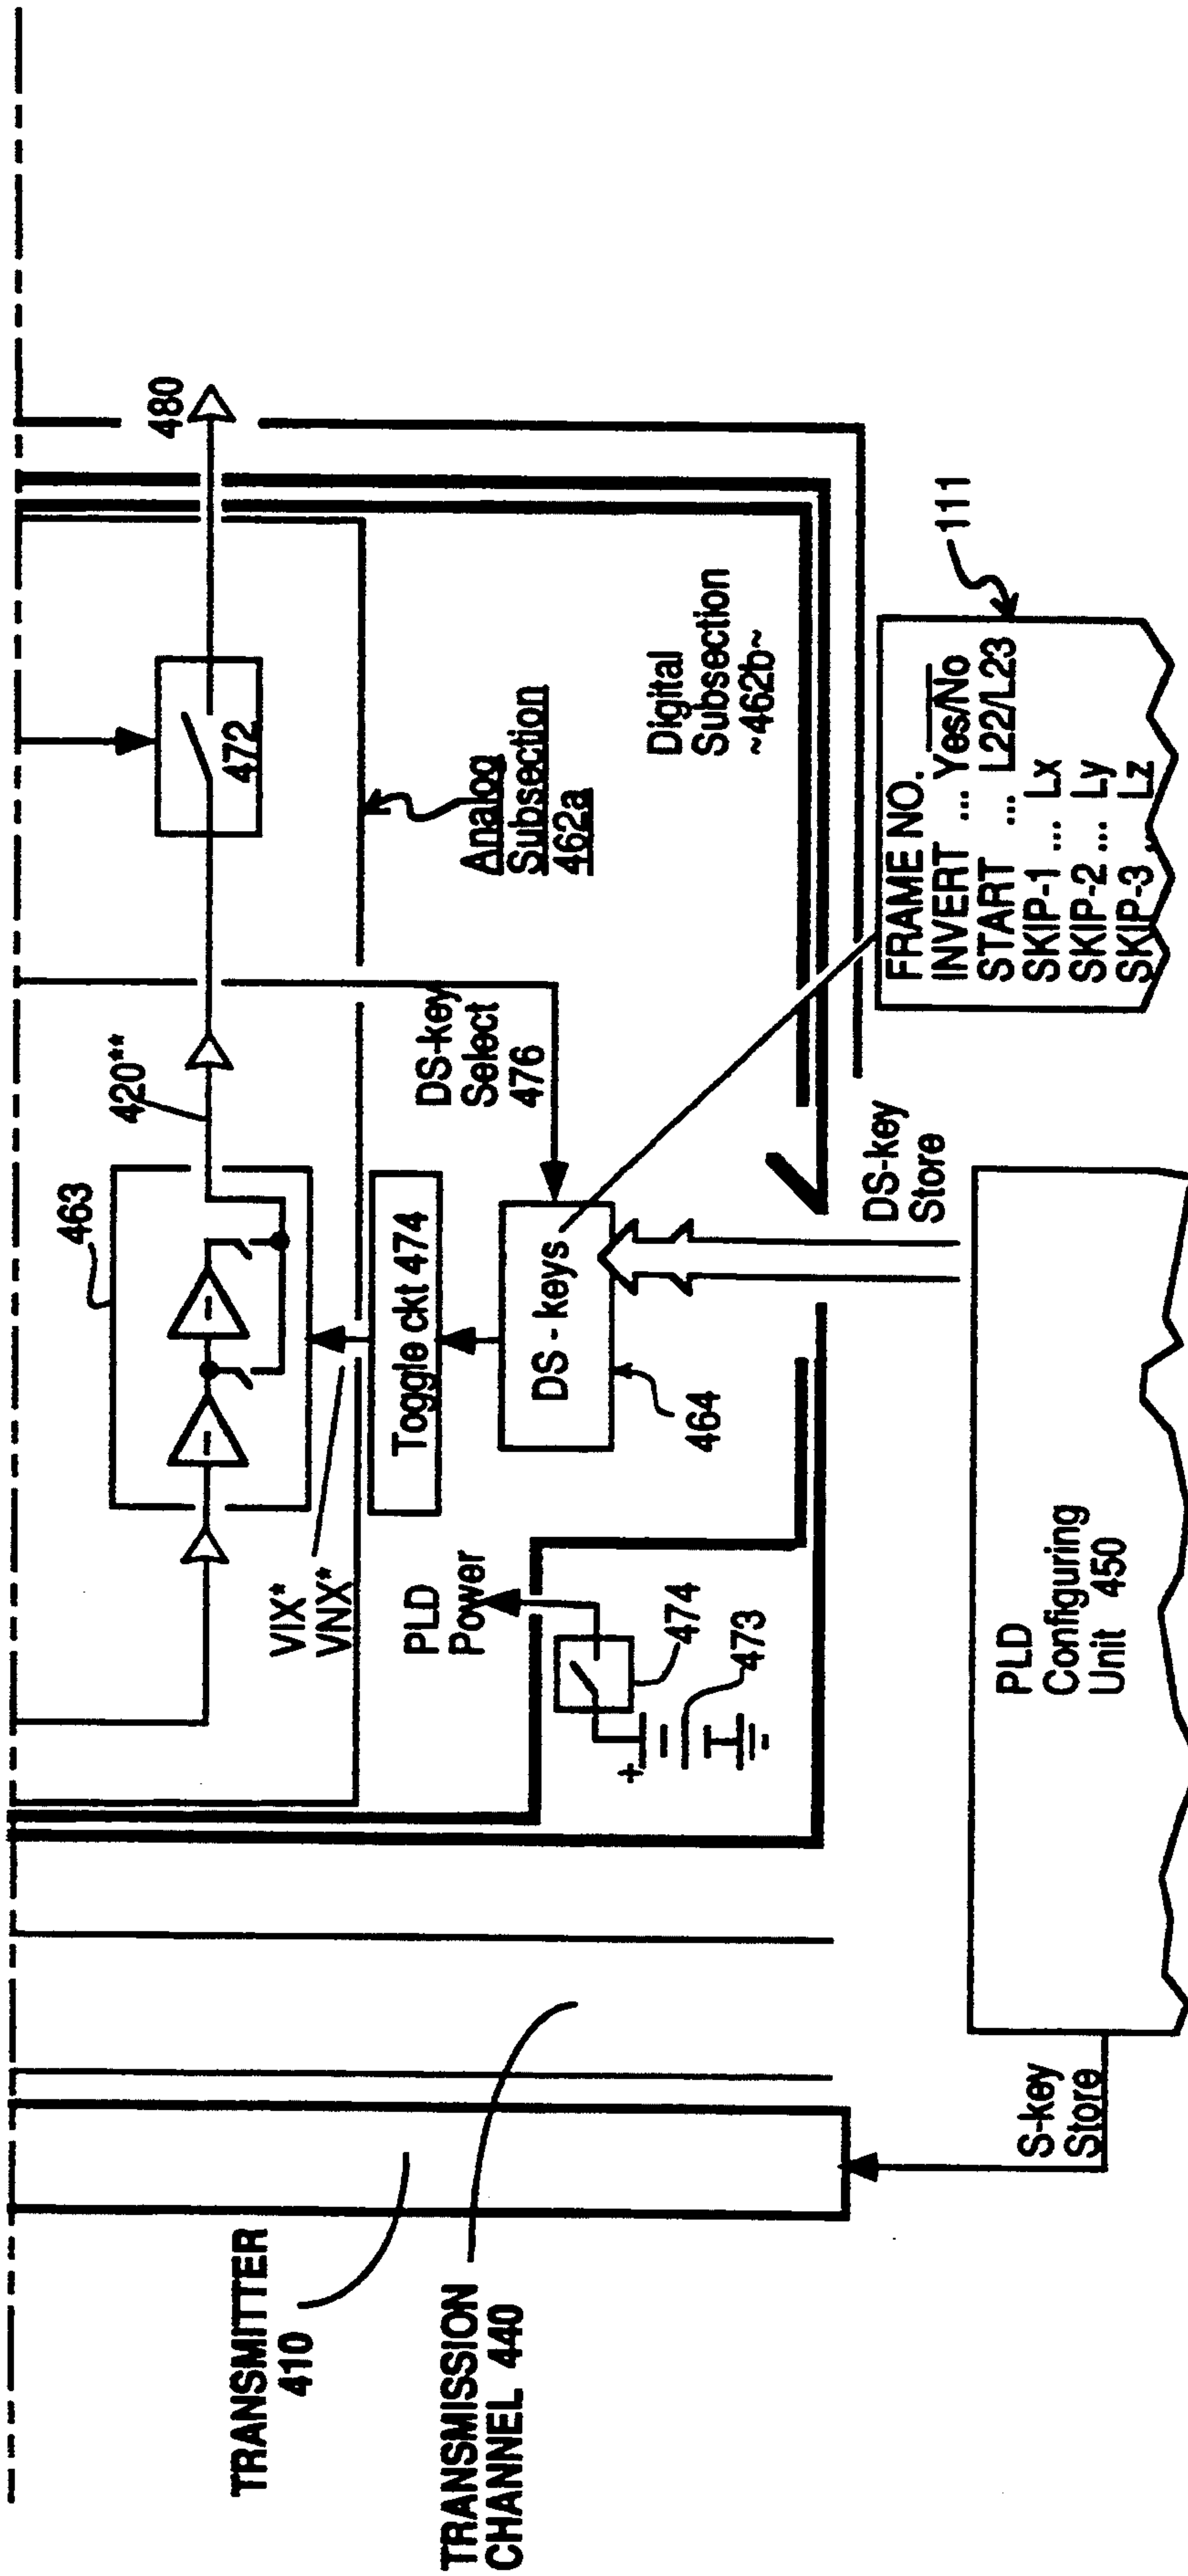 480
420**
463
472
Analog
Subsection
462a
VIX*
VNX*
Toggle ckt 474
DS-key
Select
476
DS - keys
464
PLD
Power
474
473
+
Digital
Subsection
~462b~
TRANSMITTER
410
TRANSMISSION
CHANNEL 440
DS-key
Store
111
FRAME NO.
INVERT ... Yes/No
START ... L22/L23
SKIP-1 ... Lx
SKIP-2 ... Ly
SKIP-3 ... Lz
PLD
Configuring
Unit 450
S-key
Store